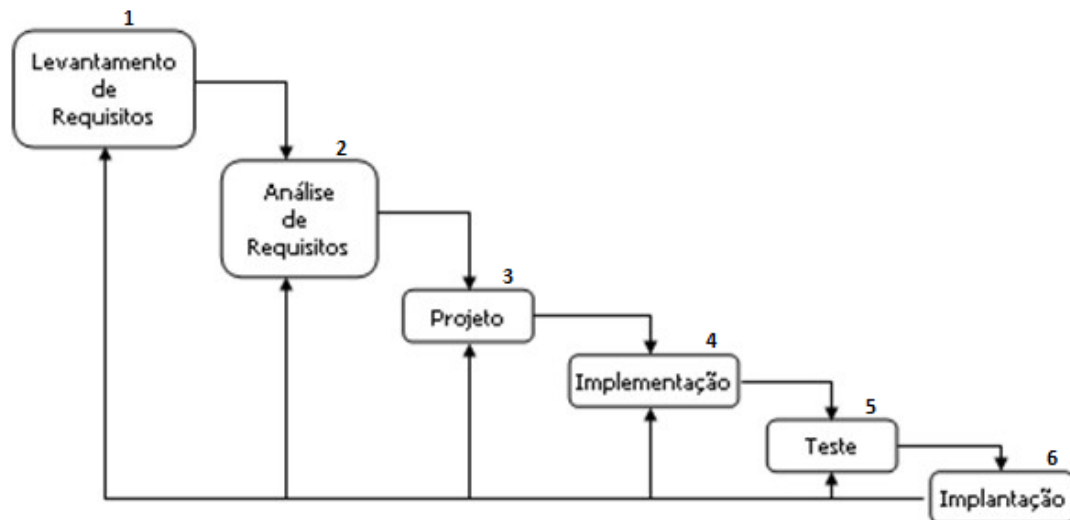 1
Levantamento
de
Requisitos
2
Análise
de
Requisitos
3
Projeto
4
Implementação
5
Teste
6
Implantação